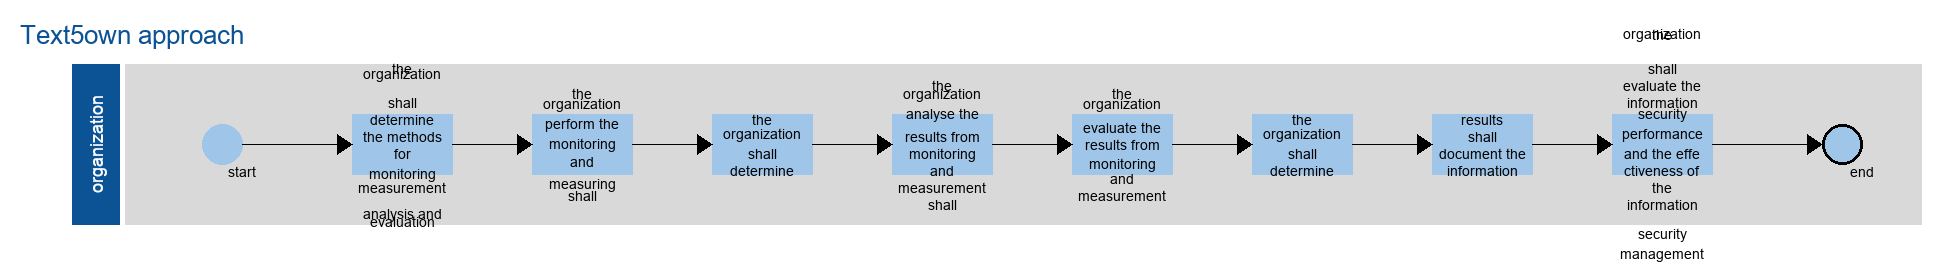 Text5own approach
organization
start
the
organization
shall
determine
the methods
for
monitoring
measurement
analysis and
evaluation
the
organization
perform the
monitoring
and
measuring
shall
the
organization
shall
determine
the
organization
analyse the
results from
monitoring
and
measurement
shall
the
organization
evaluate the
results from
monitoring
and
measurement
the
organization
shall
determine
results
shall
document the
information
the
organization
shall
evaluate the
information
security
performance
and the effe
ctiveness of
the
information
security
management
end